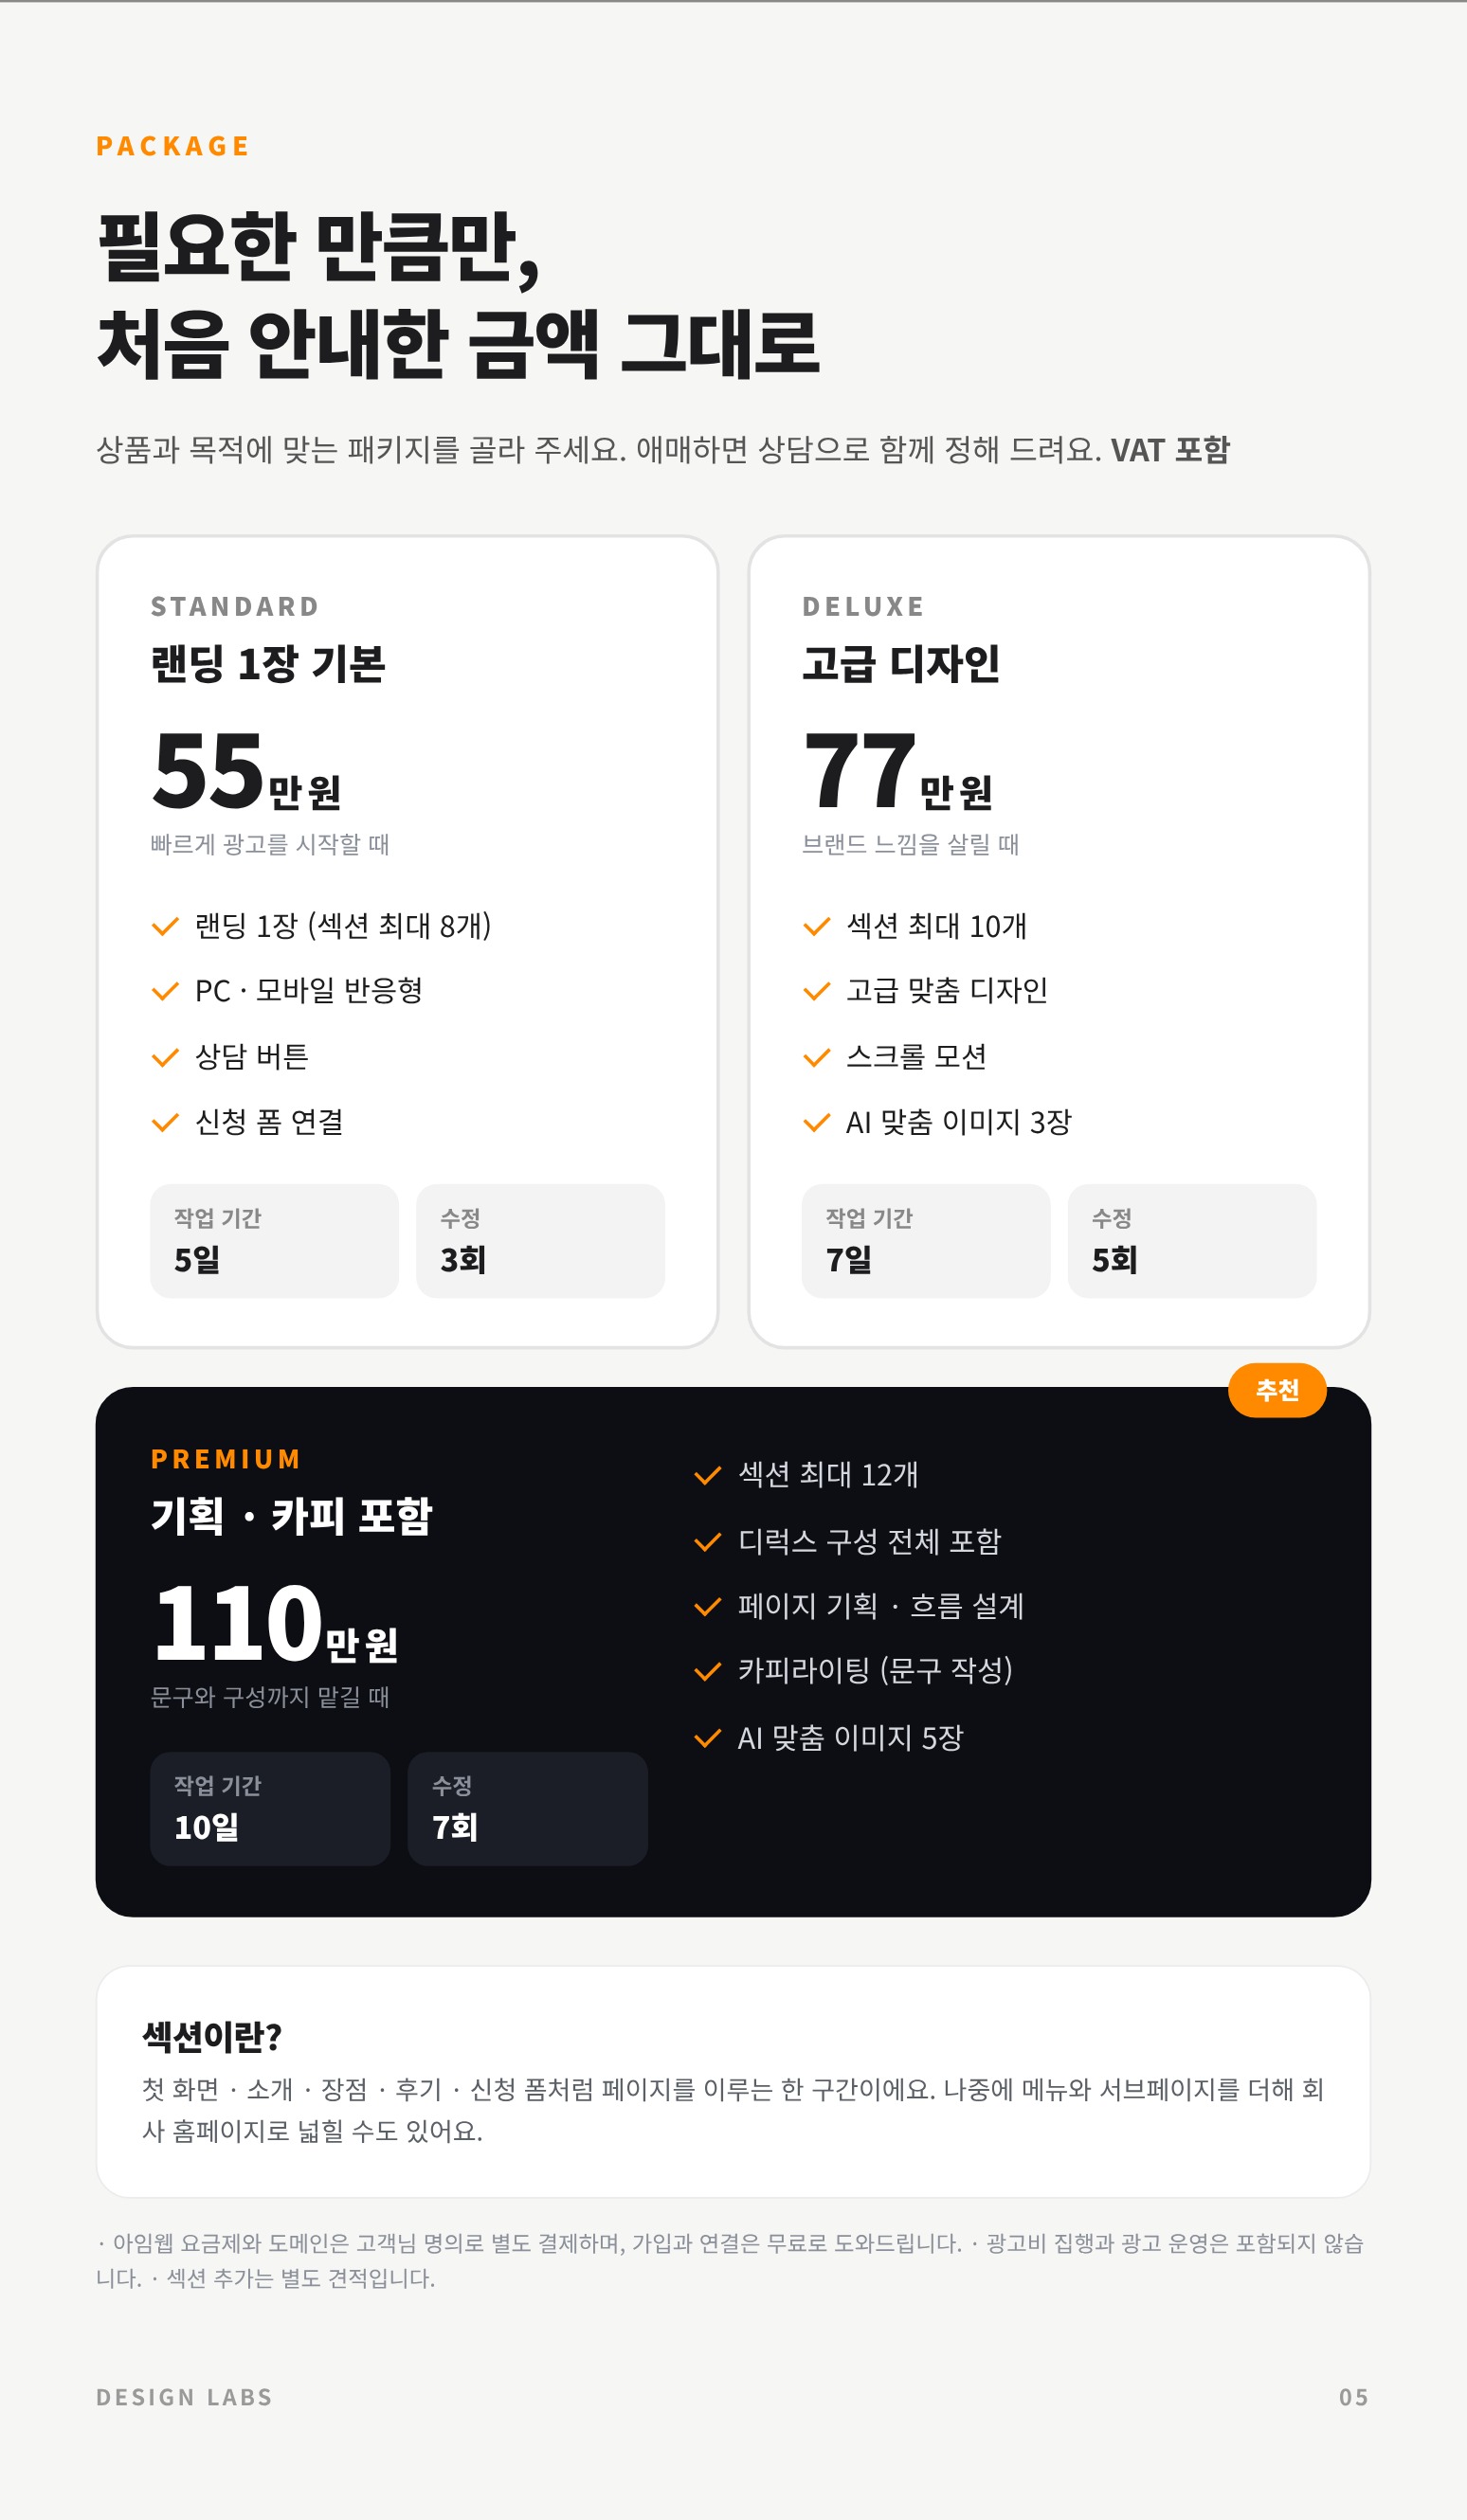 PACKAGE
필요한 만큼만,
처음 안내한 금액 그대로
상품과 목적에 맞는 패키지를 골라 주세요. 애매하면 상담으로 함께 정해 드려요. VAT 포함
STANDARD
랜딩 1장 기본
55만원
빠르게 광고를 시작할 때
랜딩 1장 (섹션 최대 8개)
PC · 모바일 반응형
상담 버튼
신청 폼 연결
작업 기간
5일
수정
3회
DELUXE
고급 디자인
77만원
브랜드 느낌을 살릴 때
섹션 최대 10개
고급 맞춤 디자인
스크롤 모션
AI 맞춤 이미지 3장
작업 기간
7일
수정
5회
추천
PREMIUM
기획 · 카피 포함
110만원
문구와 구성까지 맡길 때
작업 기간
10일
수정
7회
섹션 최대 12개
디럭스 구성 전체 포함
페이지 기획 · 흐름 설계
카피라이팅 (문구 작성)
AI 맞춤 이미지 5장
섹션이란?
첫 화면 · 소개 · 장점 · 후기 · 신청 폼처럼 페이지를 이루는 한 구간이에요. 나중에 메뉴와 서브페이지를 더해 회
사 홈페이지로 넓힐 수도 있어요.
· 아임웹 요금제와 도메인은 고객님 명의로 별도 결제하며, 가입과 연결은 무료로 도와드립니다. · 광고비 집행과 광고 운영은 포함되지 않습
니다. · 섹션 추가는 별도 견적입니다.
DESIGN LABS
05